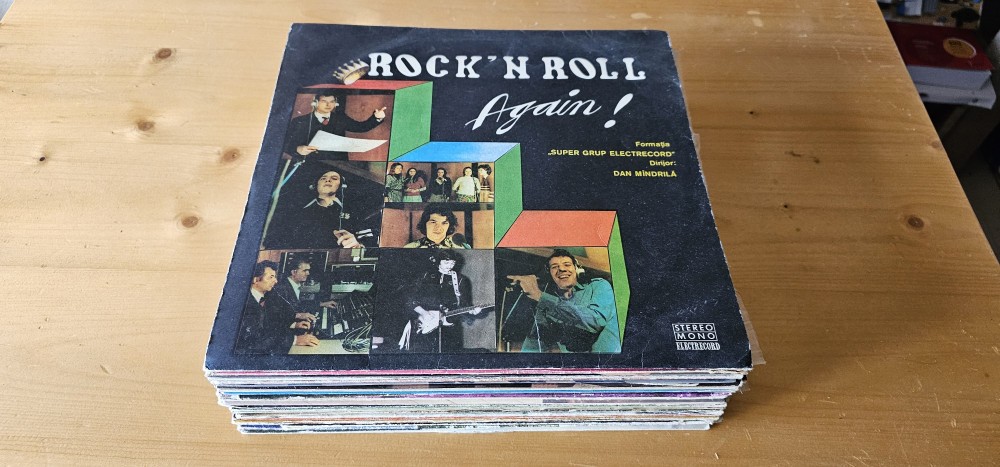 ROCK'N ROLL
Again!
Formația
„SUPER GRUP ELECTRECORD"
Dirijor:
DAN MÎNDRILĂ
STEREO
MONO
ELECTRECORD